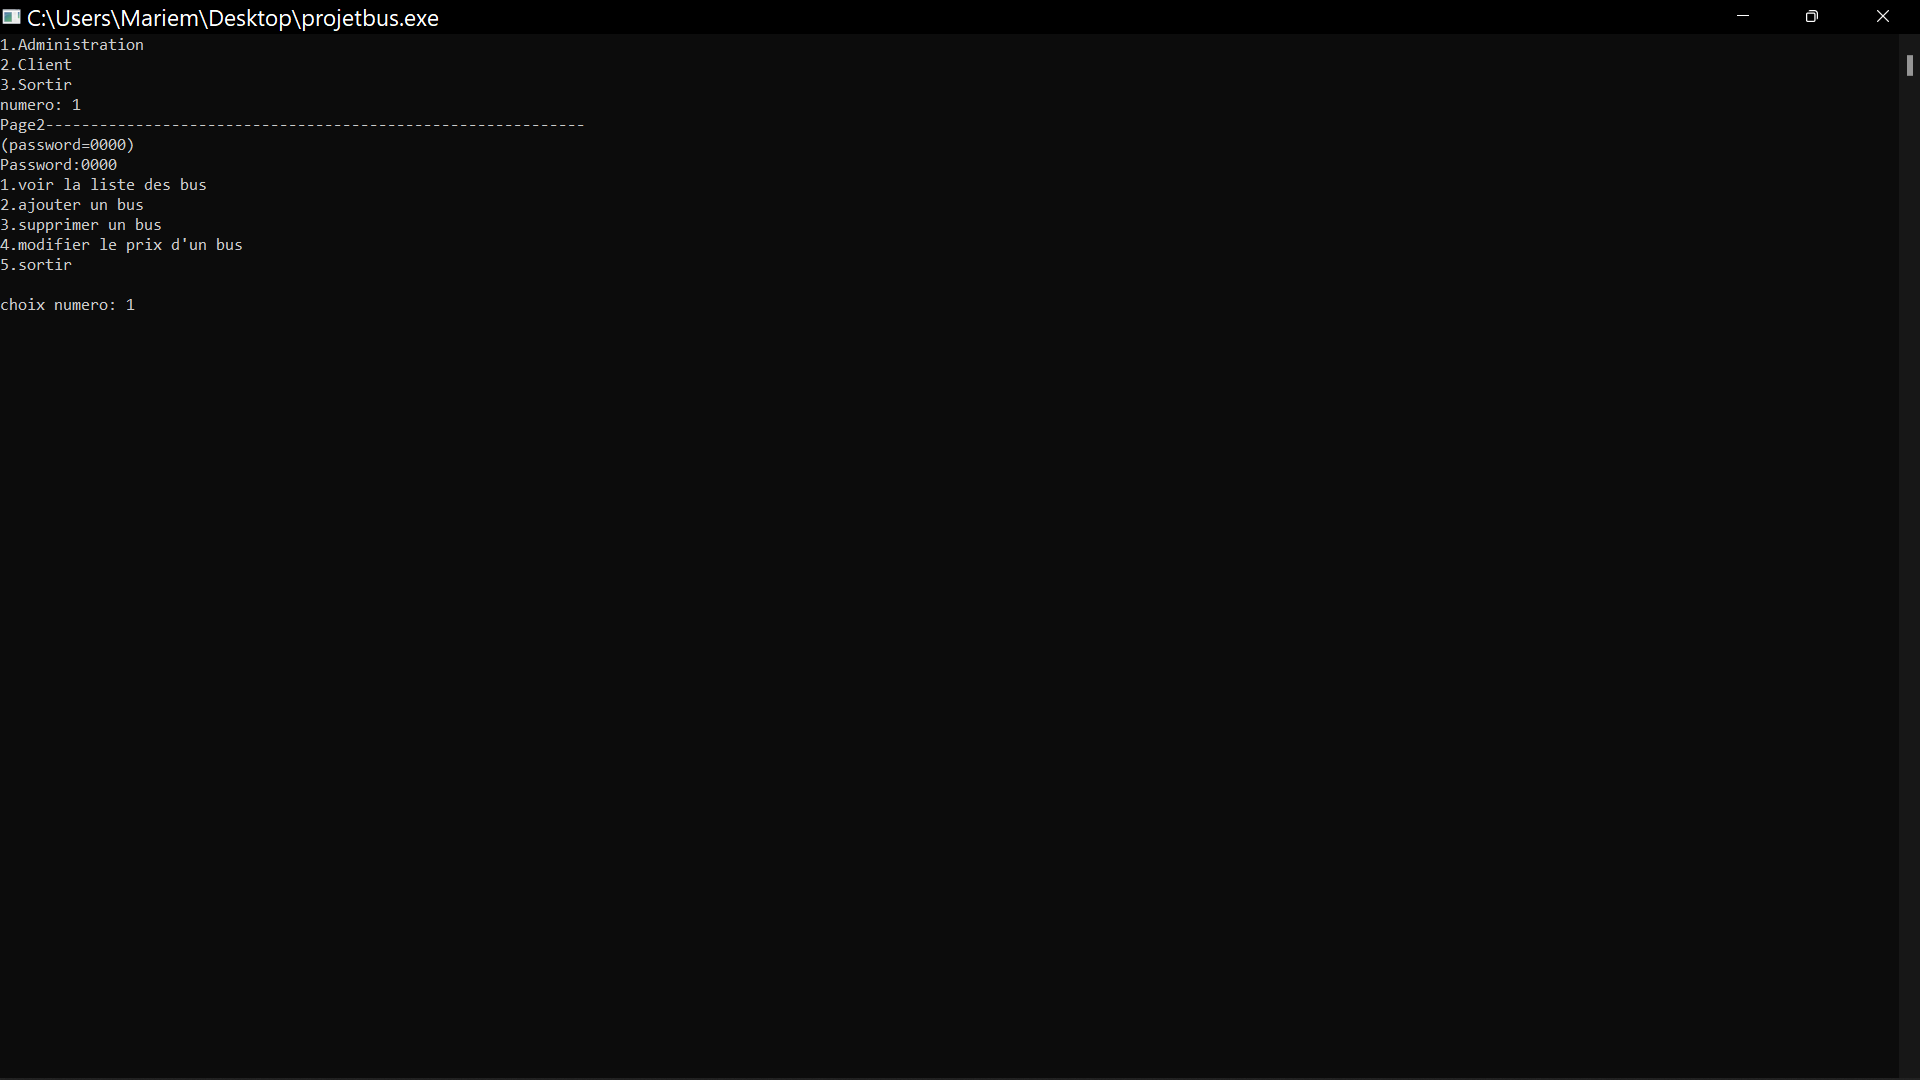 C:\Users\Mariem\Desktop\projetbus.exe
1.Administration
2.Client
3.Sortir
numero: 1
Page2------------------------------------------------------------
(password=0000)
Password:0000
1.voir la liste des bus
2.ajouter un bus
3.supprimer un bus
4.modifier le prix d'un bus
5.sortir
choix numero: 1